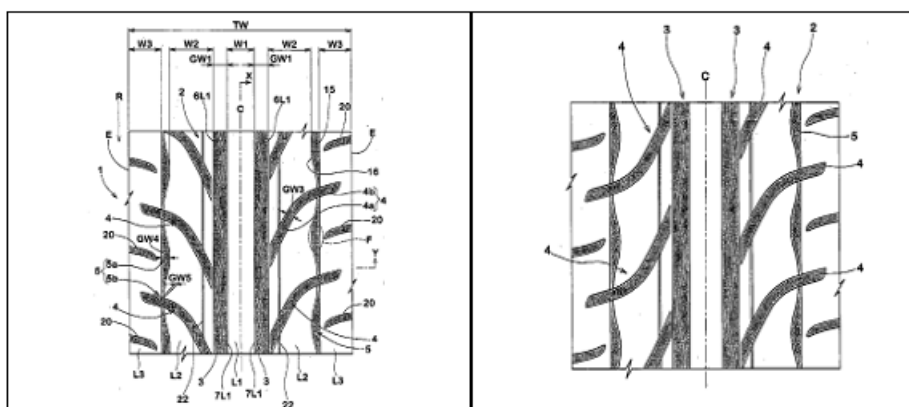 TW
W3 W2 W1 W2 W3
GW1 GW1
X
R 2 6L1 C 6L1 15 20
E E
16
1
GW3 4b
4 4a 4
20 20
GW4 F
5a Y
5 5b GW5
4 20
20 4
5
L3 L2 3 L1 3 L2 L3
22 7L1 7L1 22
3 3 4 2
4 C
5
4
4
4